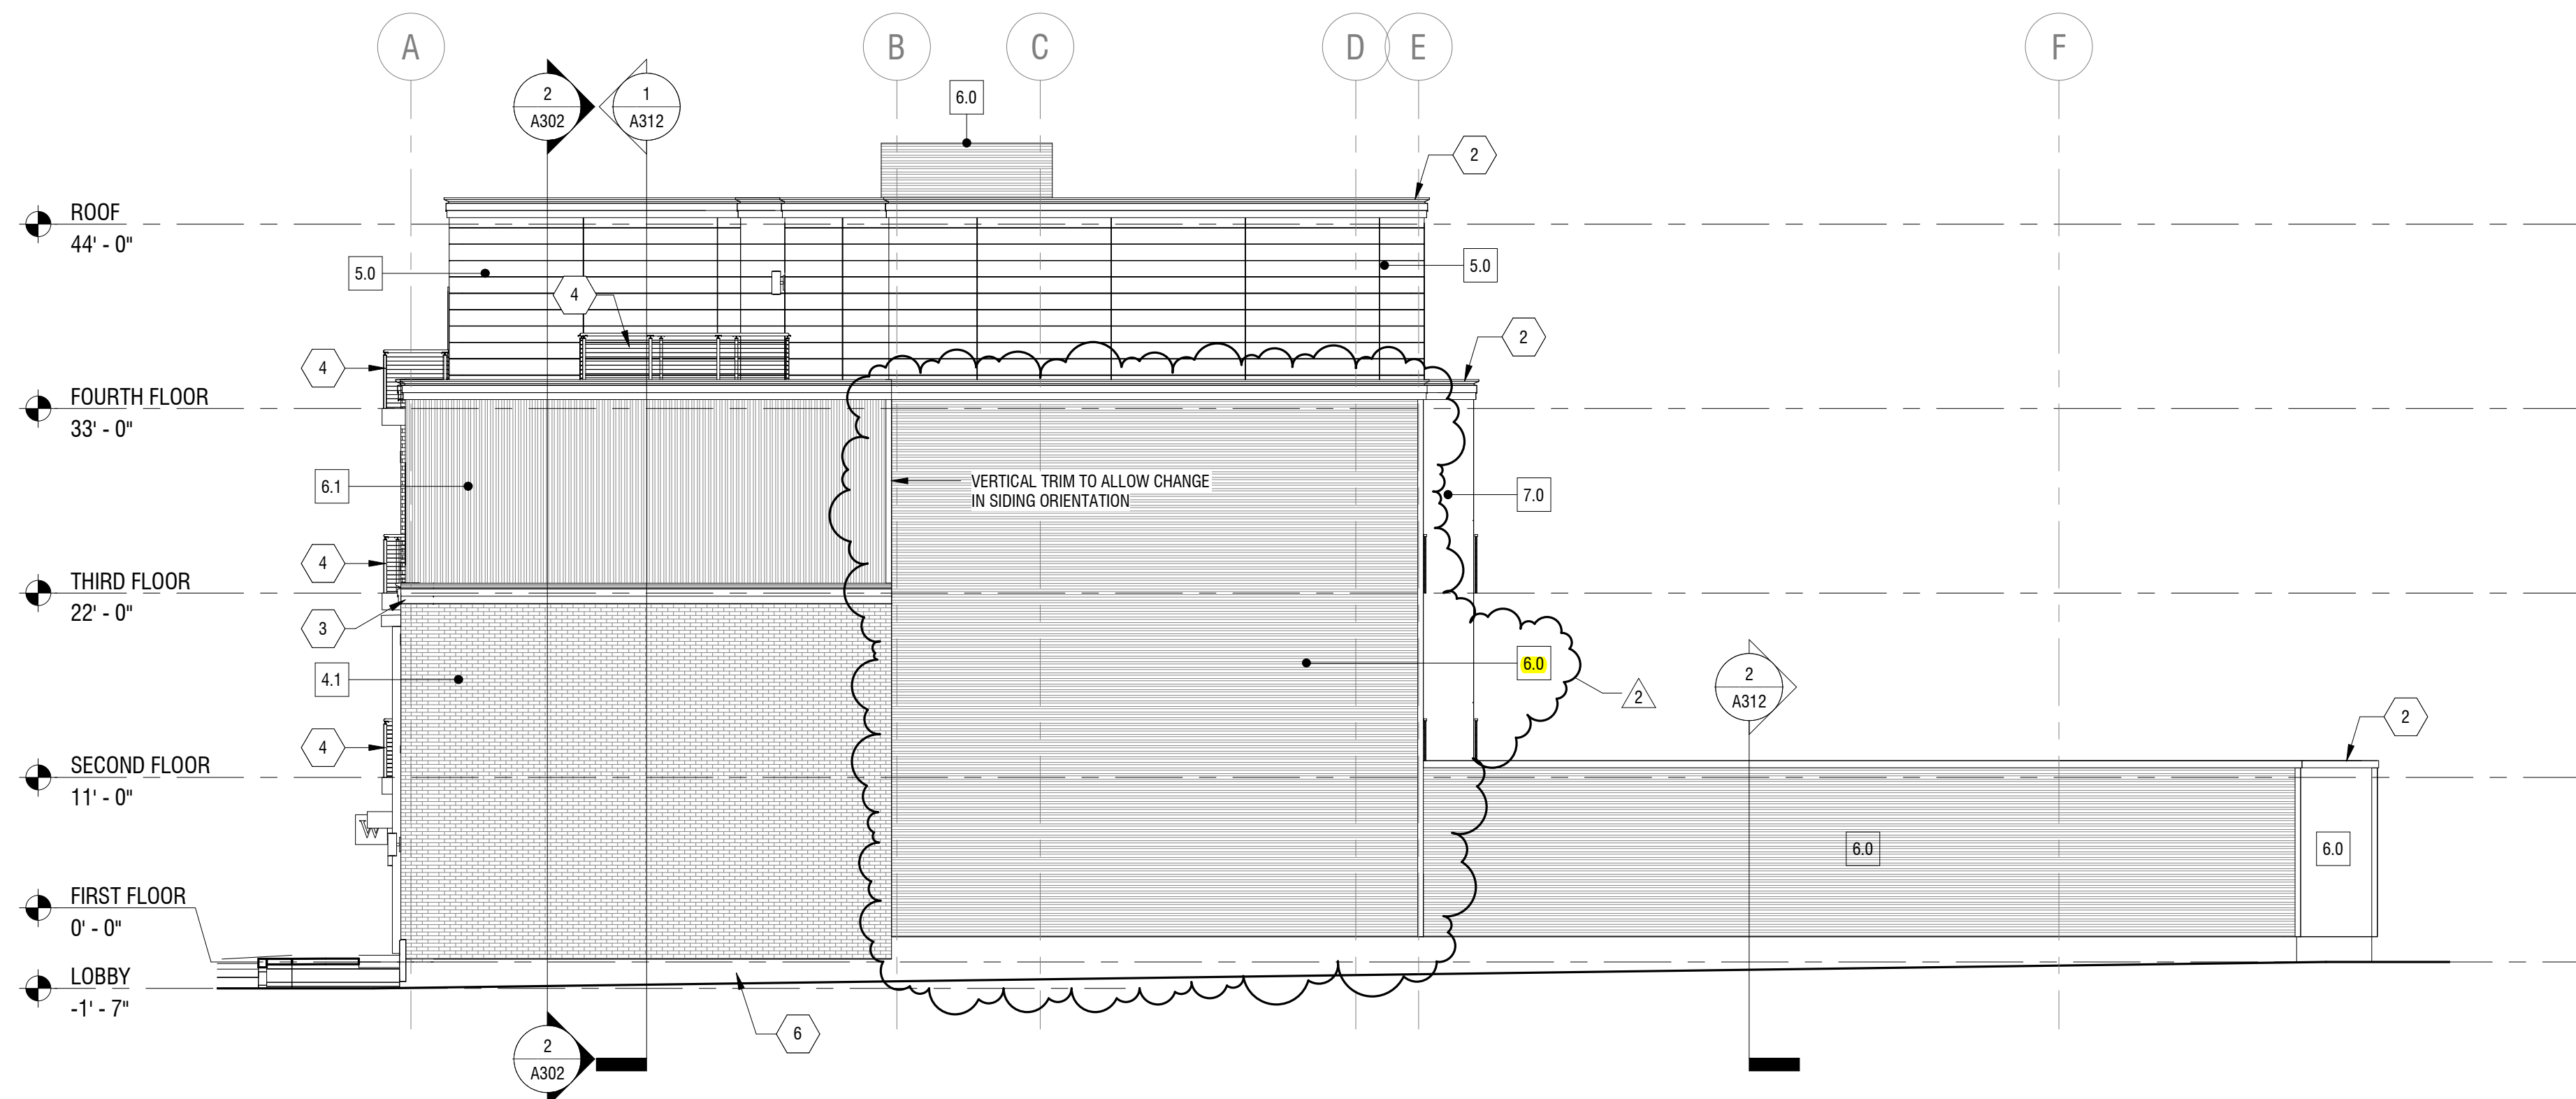 A
B
C
D
E
F
2
A302
1
A312
6.0
2
ROOF
44' - 0"
5.0
4
5.0
2
4
FOURTH FLOOR
33' - 0"
6.1
VERTICAL TRIM TO ALLOW CHANGE
IN SIDING ORIENTATION
7.0
4
THIRD FLOOR
22' - 0"
3
4.1
6.0
2
2
A312
2
4
SECOND FLOOR
11' - 0"
W
6.0
6.0
FIRST FLOOR
0' - 0"
LOBBY
-1' - 7"
6
2
A302